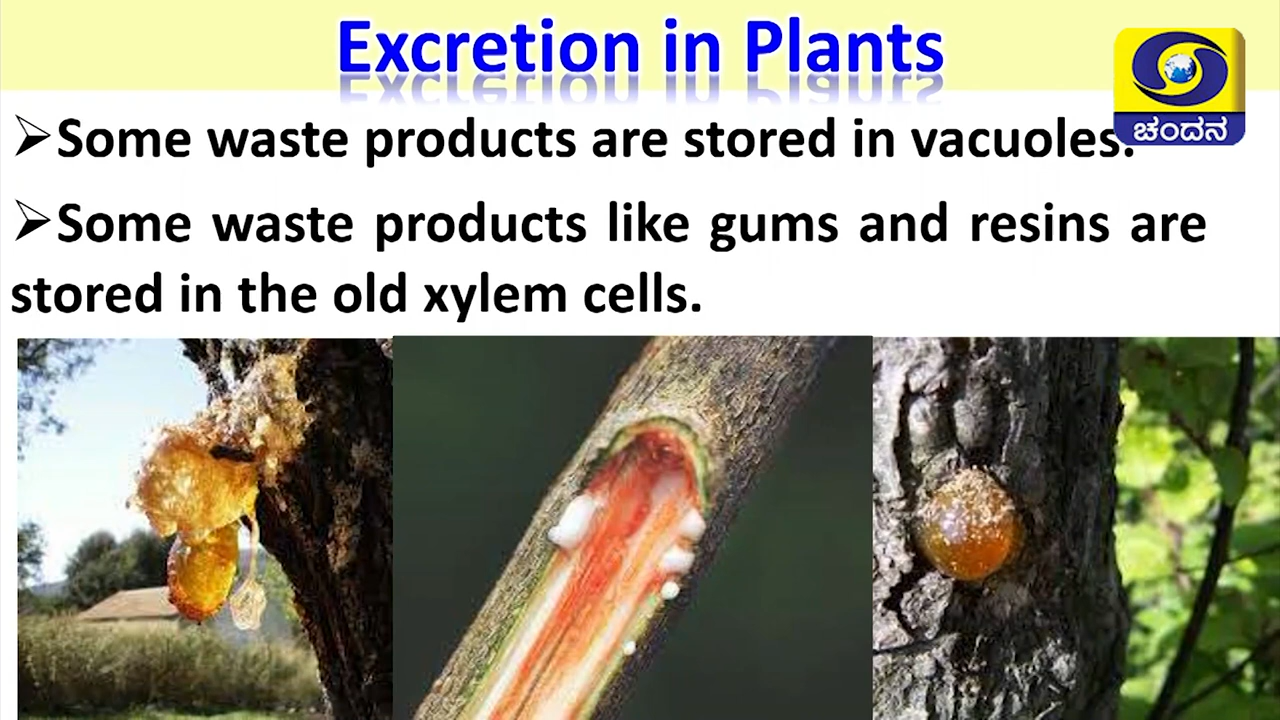 Excretion in Plants
ಚಂದನ
➢Some waste products are stored in vacuoles.
➢Some waste products like gums and resins are
stored in the old xylem cells.